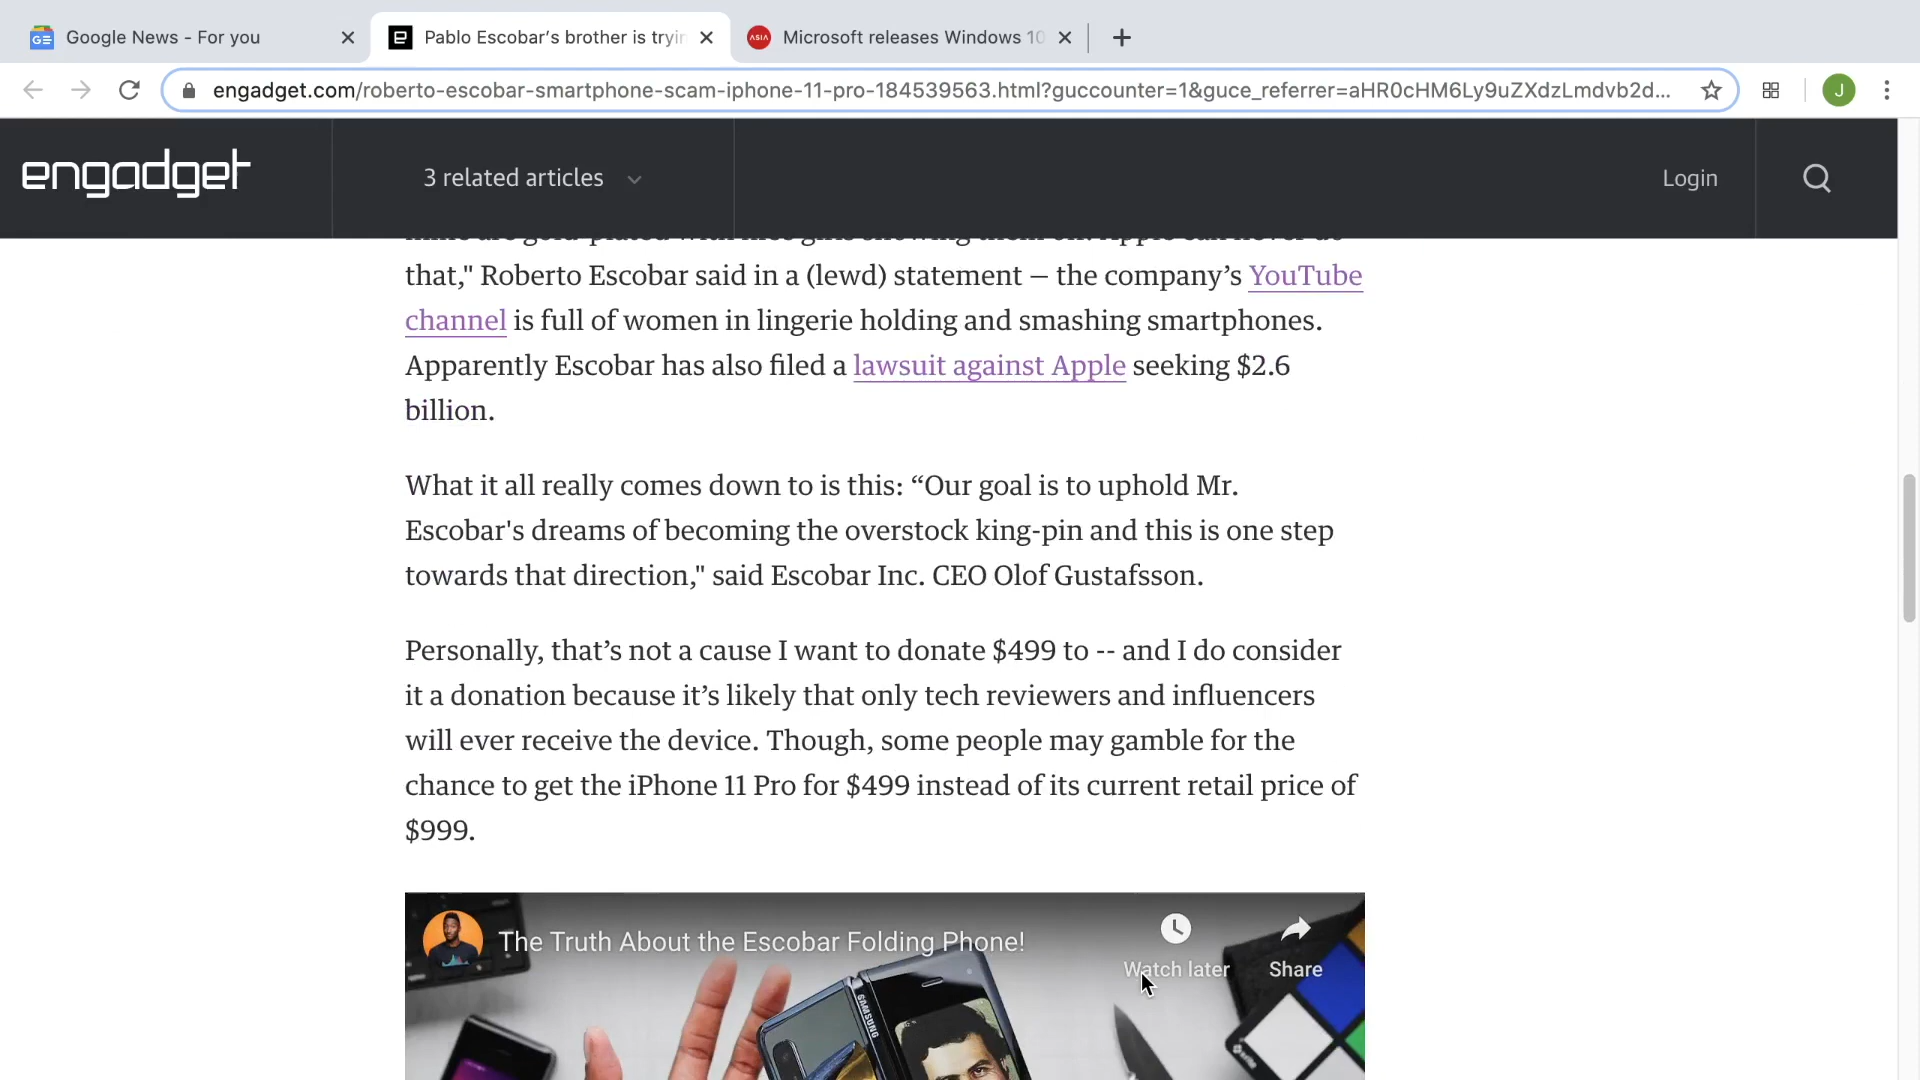 Google News - For you
Pablo Escobar’s brother is tryin
ASIA
Microsoft releases Windows 10
engadget.com/roberto-escobar-smartphone-scam-iphone-11-pro-184539563.html?guccounter=1&guce_referrer=aHR0cHM6Ly9uZXdzLmdvb2d...
J
engadget
3 related articles
Login
that," Roberto Escobar said in a (lewd) statement — the company’s YouTube
channel is full of women in lingerie holding and smashing smartphones.
Apparently Escobar has also filed a lawsuit against Apple seeking $2.6
billion.
What it all really comes down to is this: “Our goal is to uphold Mr.
Escobar's dreams of becoming the overstock king-pin and this is one step
towards that direction," said Escobar Inc. CEO Olof Gustafsson.
Personally, that’s not a cause I want to donate $499 to -- and I do consider
it a donation because it’s likely that only tech reviewers and influencers
will ever receive the device. Though, some people may gamble for the
chance to get the iPhone 11 Pro for $499 instead of its current retail price of
$999.
The Truth About the Escobar Folding Phone!
Watch later
Share
SAMSUNG